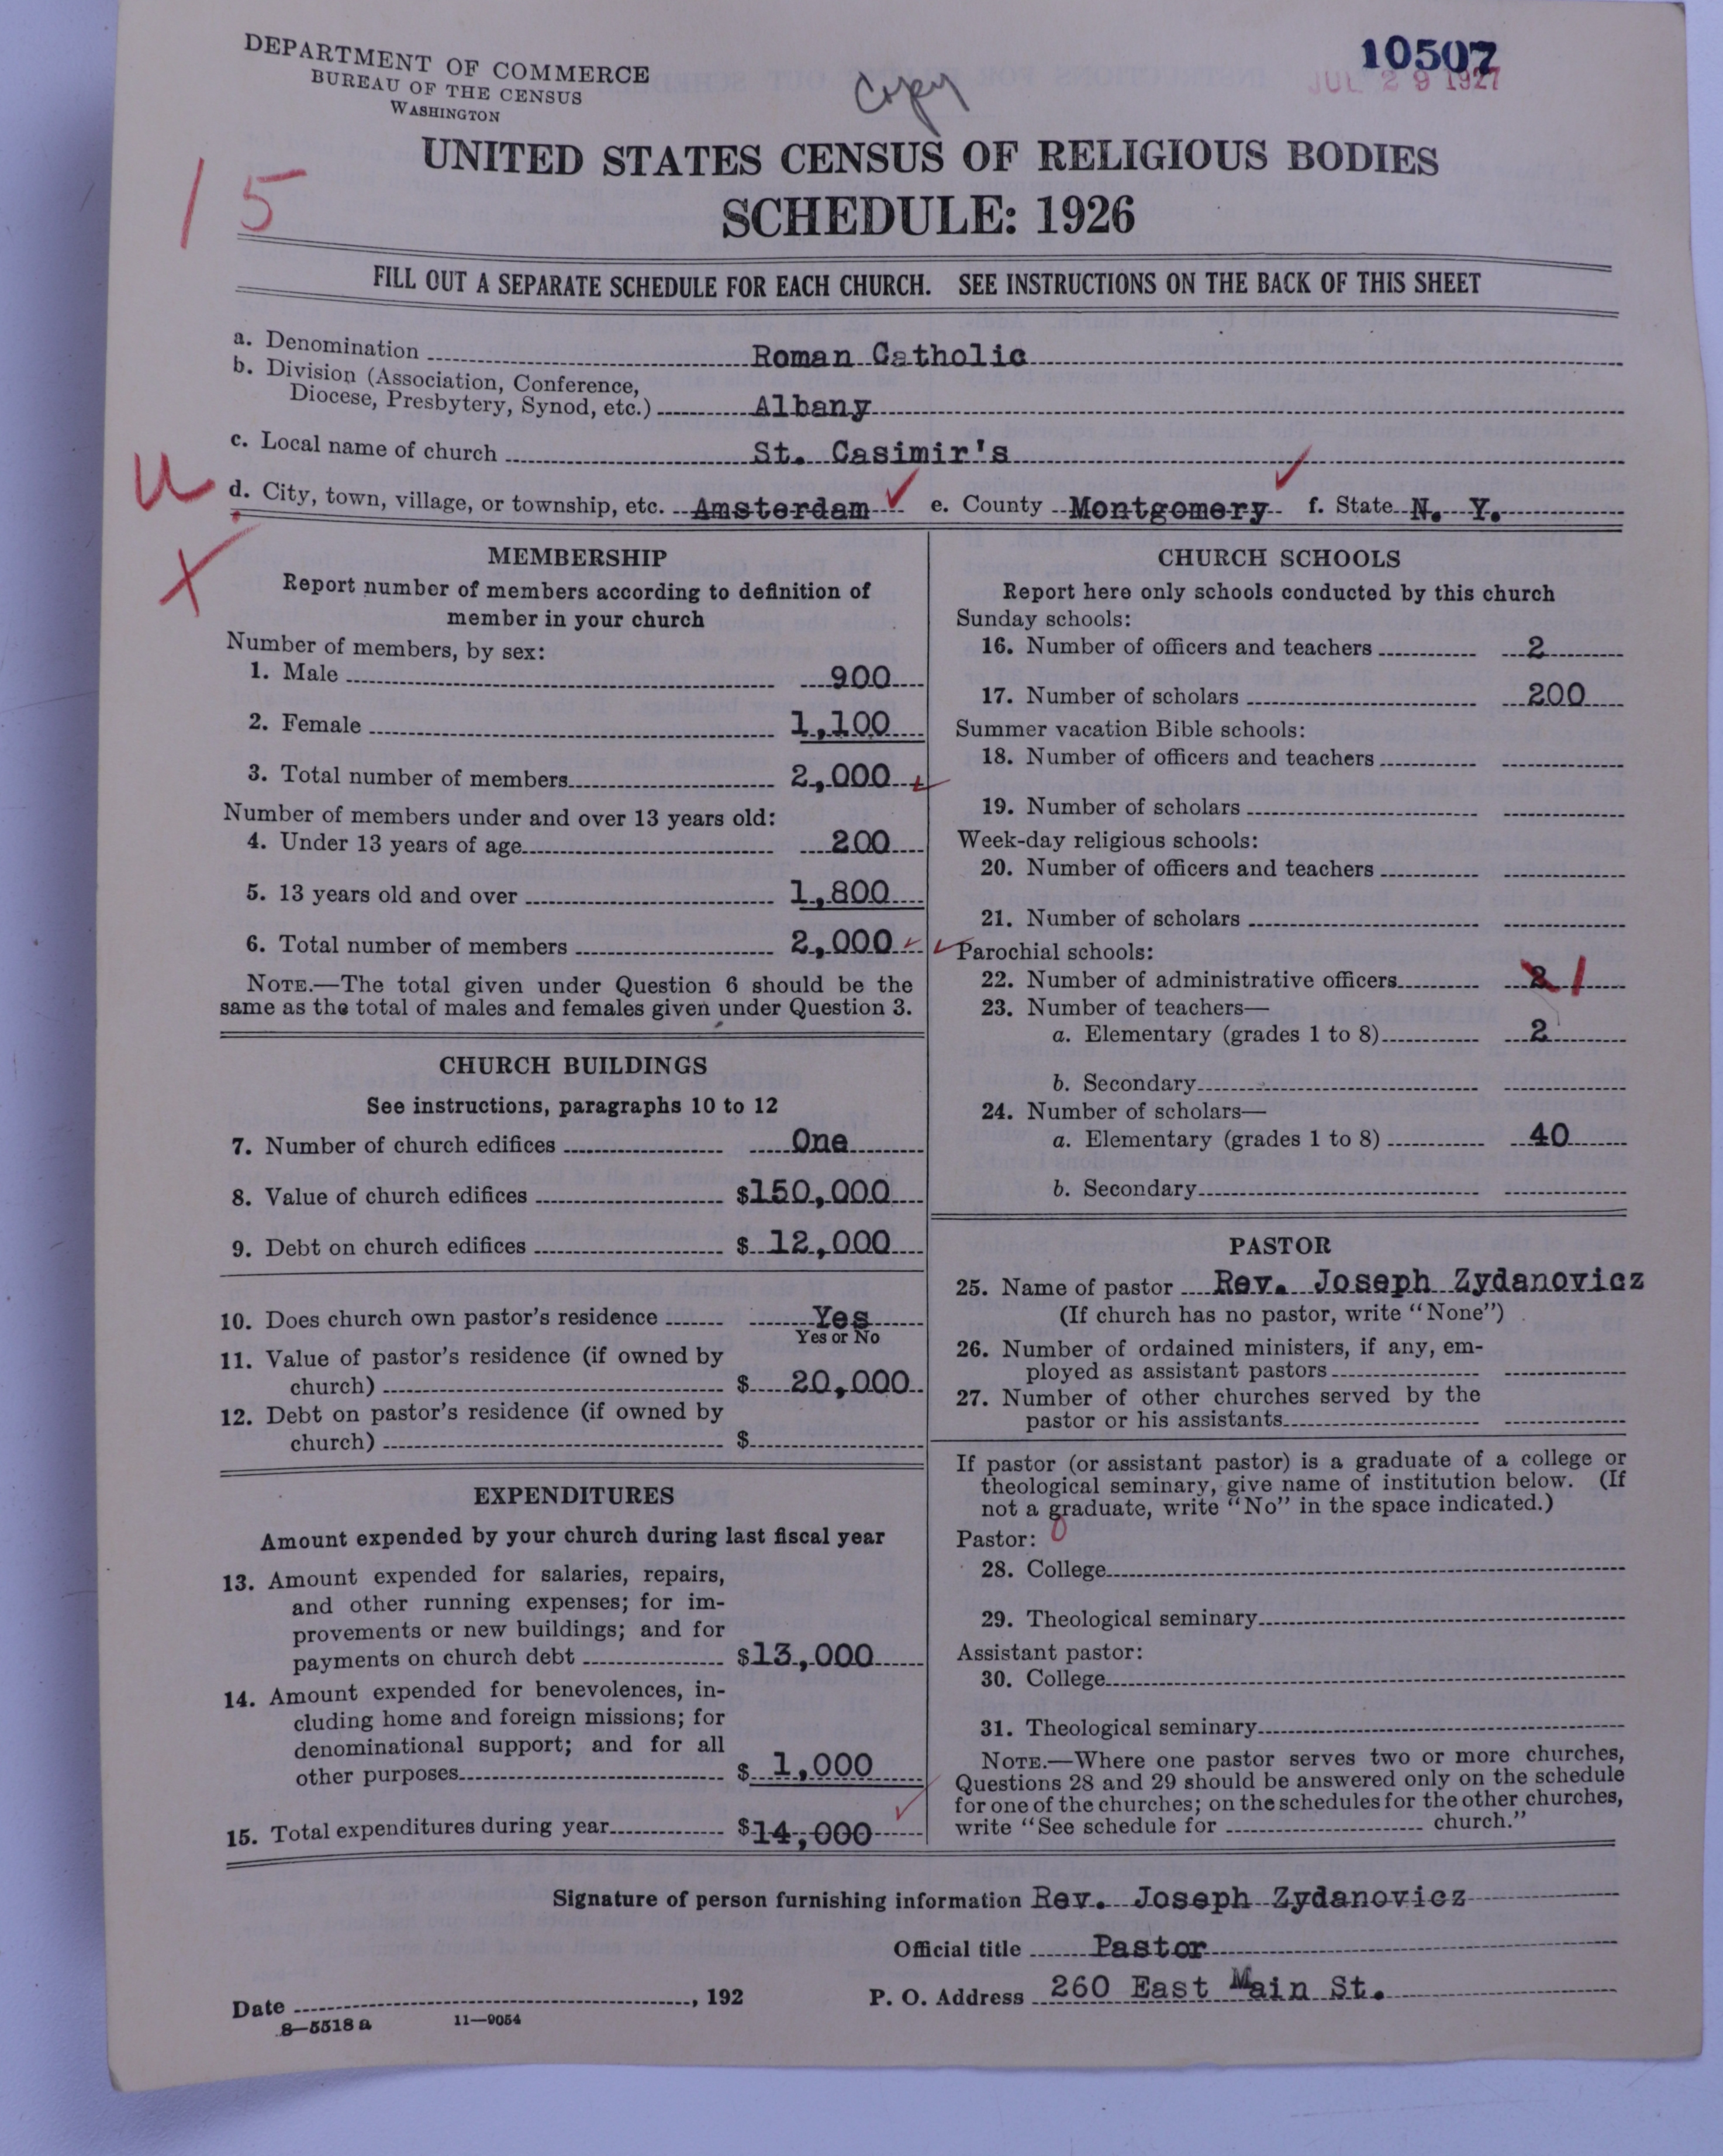 DEPARTMENT OF COMMERCE
BUREAU OF THE CENSUS
WASHINGTON
Copy
10507
JUL 29 1927
15
UNITED STATES CENSUS OF RELIGIOUS BODIES
SCHEDULE: 1926
FILL OUT A SEPARATE SCHEDULE FOR EACH CHURCH. SEE INSTRUCTIONS ON THE BACK OF THIS SHEET
a. Denomination Roman Catholic
b. Division (Association, Conference,
Diocese, Presbytery, Synod, etc.) Albany
c. Local name of church St. Casimir's
U
d. City, town, village, or township, etc. Amsterdam e. County Montgomery f. State N. Y.
X
MEMBERSHIP
Report number of members according to definition of
member in your church
Number of members, by sex:
1. Male 900
2. Female 1,100
3. Total number of members 2,000
Number of members under and over 13 years old:
4. Under 13 years of age 200
5. 13 years old and over 1,800
6. Total number of members 2,000
NOTE.—The total given under Question 6 should be the
same as the total of males and females given under Question 3.
CHURCH BUILDINGS
See instructions, paragraphs 10 to 12
7. Number of church edifices One
8. Value of church edifices $150,000
9. Debt on church edifices $12,000
10. Does church own pastor's residence Yes
Yes or No
11. Value of pastor's residence (if owned by
church) $20,000
12. Debt on pastor's residence (if owned by
church) $
EXPENDITURES
Amount expended by your church during last fiscal year
13. Amount expended for salaries, repairs,
and other running expenses; for im-
provements or new buildings; and for
payments on church debt $13,000
14. Amount expended for benevolences, in-
cluding home and foreign missions; for
denominational support; and for all
other purposes $1,000
15. Total expenditures during year $14,000
CHURCH SCHOOLS
Report here only schools conducted by this church
Sunday schools:
16. Number of officers and teachers 2
17. Number of scholars 200
Summer vacation Bible schools:
18. Number of officers and teachers
19. Number of scholars
Week-day religious schools:
20. Number of officers and teachers
21. Number of scholars
Parochial schools:
22. Number of administrative officers 2 1
23. Number of teachers—
a. Elementary (grades 1 to 8) 2
b. Secondary
24. Number of scholars—
a. Elementary (grades 1 to 8) 40
b. Secondary
PASTOR
25. Name of pastor Rev. Joseph Zydanovicz
(If church has no pastor, write "None")
26. Number of ordained ministers, if any, em-
ployed as assistant pastors
27. Number of other churches served by the
pastor or his assistants
If pastor (or assistant pastor) is a graduate of a college or
theological seminary, give name of institution below. (If
not a graduate, write "No" in the space indicated.)
Pastor: 0
28. College
29. Theological seminary
Assistant pastor:
30. College
31. Theological seminary
NOTE.—Where one pastor serves two or more churches,
Questions 28 and 29 should be answered only on the schedule
for one of the churches; on the schedules for the other churches,
write "See schedule for church."
Signature of person furnishing information Rev. Joseph Zydanovicz
Official title Pastor
Date , 192 P. O. Address 260 East Main St.
8—5518 a 11—9054